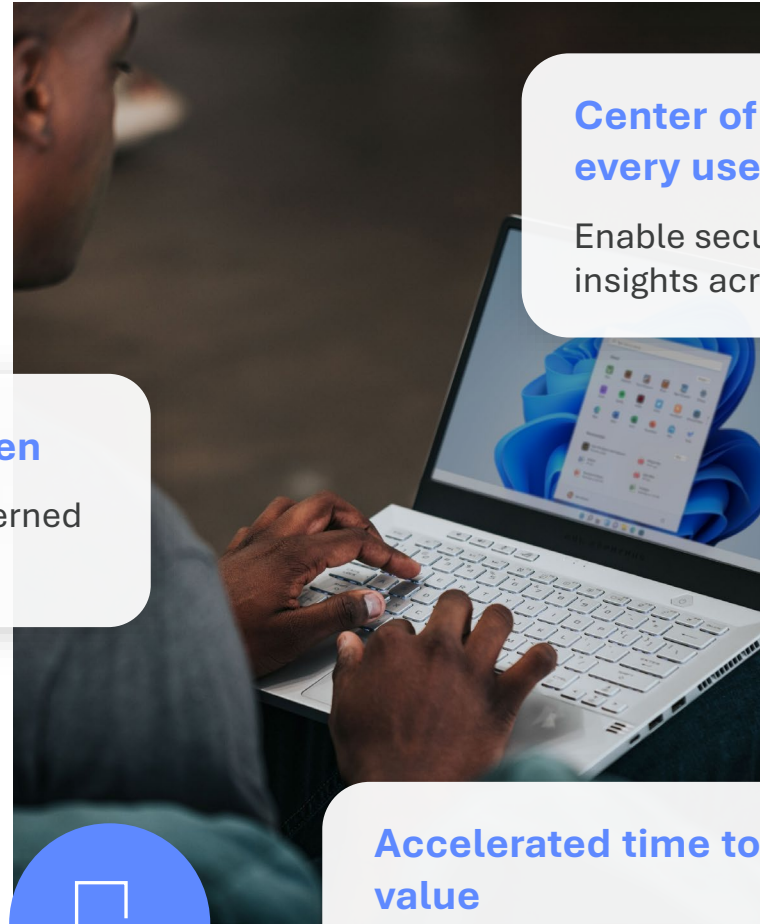 Center of
every use
Enable secu
insights acr
en
erned
Accelerated time to
value